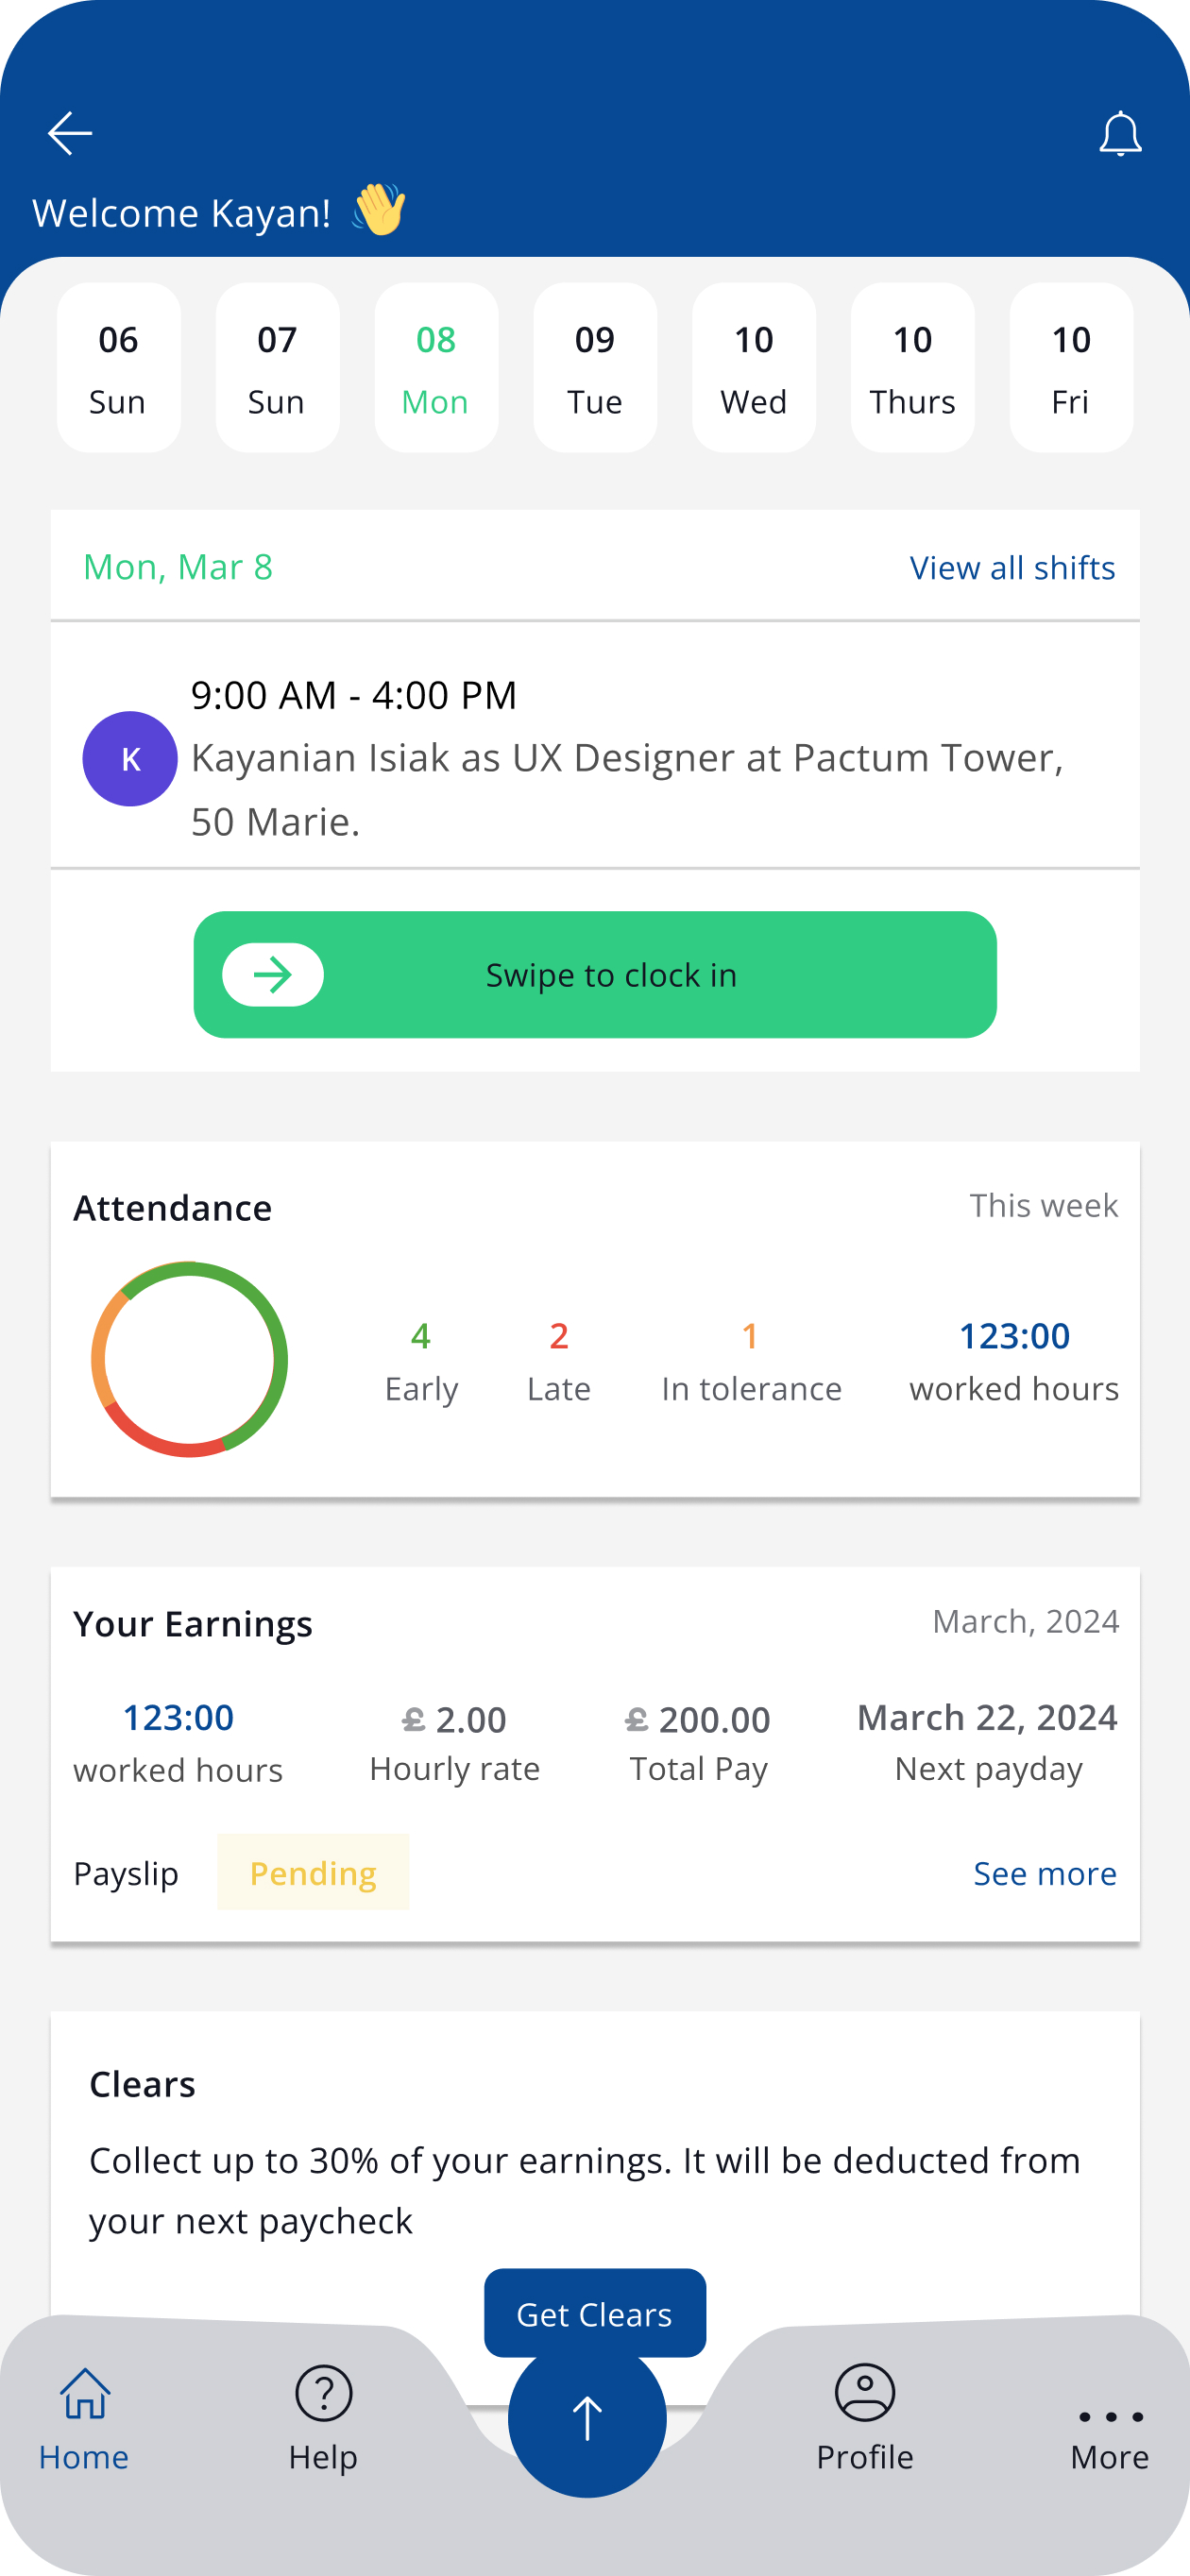 Welcome Kayan! 👋
06 07 08 09 10 10 10
Sun Sun Mon Tue Wed Thurs Fri
Mon, Mar 8 View all shifts
9:00 AM - 4:00 PM
K
Kayanian Isiak as UX Designer at Pactum Tower,
50 Marie.
Swipe to clock in
Attendance This week
4 2 1 123:00
Early Late In tolerance worked hours
Your Earnings March, 2024
123:00 £ 2.00 £ 200.00 March 22, 2024
worked hours Hourly rate Total Pay Next payday
Payslip Pending See more
Clears
Collect up to 30% of your earnings. It will be deducted from
your next paycheck
Get Clears
Home Help Profile More